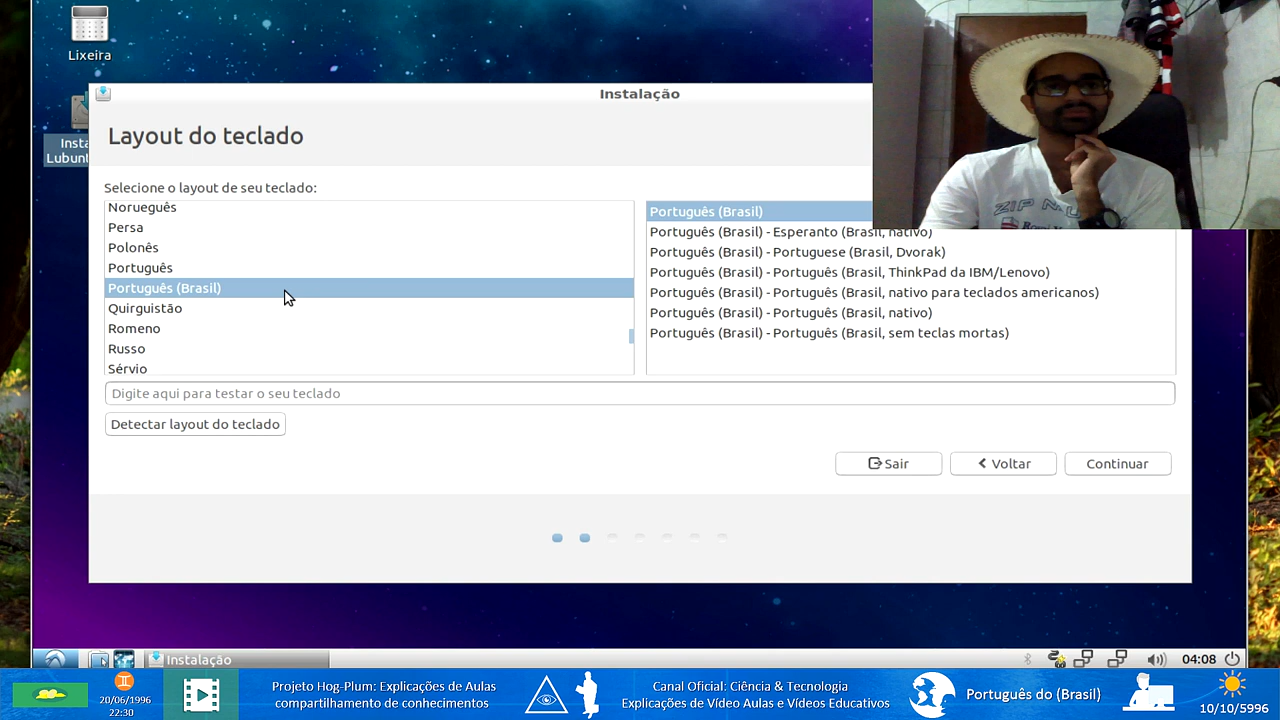 Lixeira
Insta
Lubunt
Instalação
Layout do teclado
Selecione o layout de seu teclado:
Norueguês
Persa
Polonês
Português
Português (Brasil)
Quirguistão
Romeno
Russo
Sérvio
Português (Brasil)
Português (Brasil) - Esperanto (Brasil, nativo)
Português (Brasil) - Portuguese (Brasil, Dvorak)
Português (Brasil) - Português (Brasil, ThinkPad da IBM/Lenovo)
Português (Brasil) - Português (Brasil, nativo para teclados americanos)
Português (Brasil) - Português (Brasil, nativo)
Português (Brasil) - Português (Brasil, sem teclas mortas)
Digite aqui para testar o seu teclado
Detectar layout do teclado
Sair
Voltar
Continuar
ZIP
Instalação
04:08
20/06/1996
22:30
Projeto Hog-Plum: Explicações de Aulas
compartilhamento de conhecimentos
Canal Oficial: Ciência & Tecnologia
Explicações de Vídeo Aulas e Vídeos Educativos
Português do (Brasil)
10/10/5996